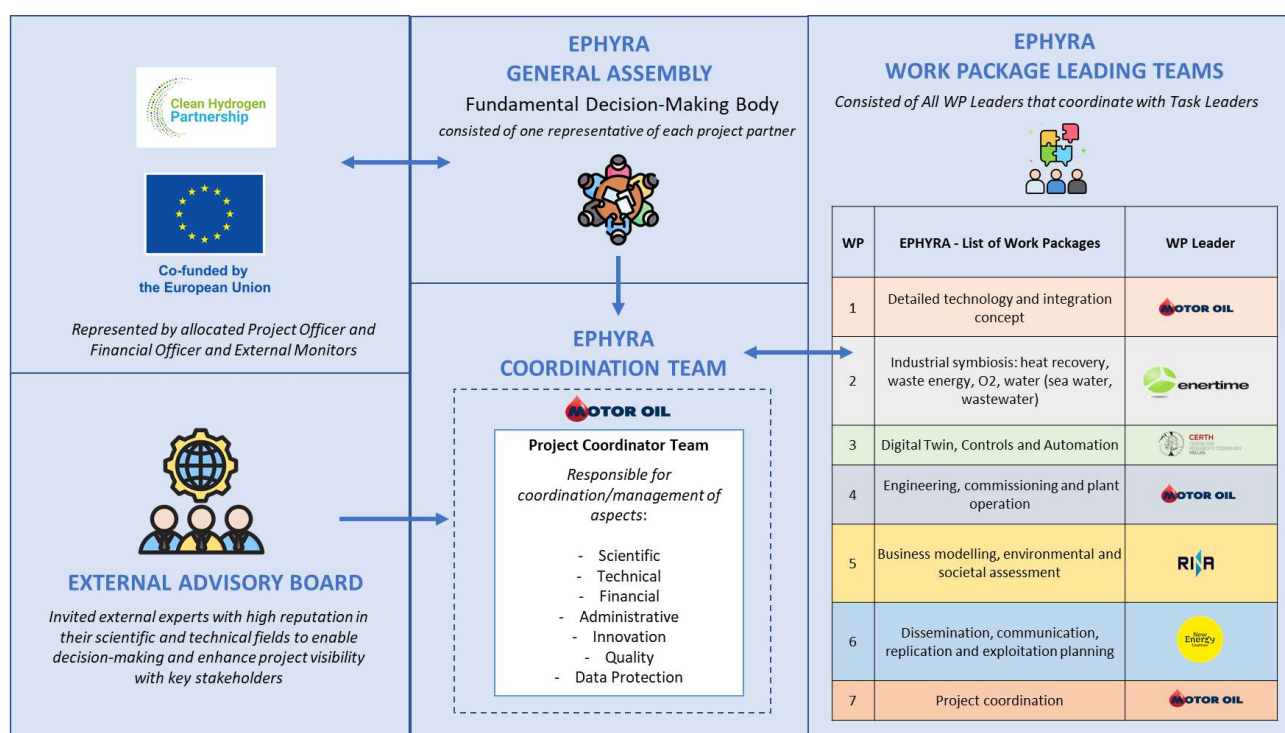 Clean Hydrogen
Partnership
Co-funded by
the European Union
Represented by allocated Project Officer and
Financial Officer and External Monitors
EXTERNAL ADVISORY BOARD
Invited external experts with high reputation in
their scientific and technical fields to enable
decision-making and enhance project visibility
with key stakeholders
EPHYRA
GENERAL ASSEMBLY
Fundamental Decision-Making Body
consisted of one representative of each project partner
EPHYRA
COORDINATION TEAM
MOTOR OIL
Project Coordinator Team
Responsible for
coordination/management of
aspects:
- Scientific
- Technical
- Financial
- Administrative
- Innovation
- Quality
- Data Protection
EPHYRA
WORK PACKAGE LEADING TEAMS
Consisted of All WP Leaders that coordinate with Task Leaders
WP EPHYRA - List of Work Packages WP Leader
1 Detailed technology and integration
concept
MOTOR OIL
2 Industrial symbiosis: heat recovery,
waste energy, O2, water (sea water,
wastewater)
enertime
3 Digital Twin, Controls and Automation
CERTH
CENTRE FOR
RESEARCH & TECHNOLOGY
HELLAS
4 Engineering, commissioning and plant
operation
MOTOR OIL
5 Business modelling, environmental and
societal assessment
RINA
6 Dissemination, communication,
replication and exploitation planning
New
Energy
Coalition
7 Project coordination MOTOR OIL